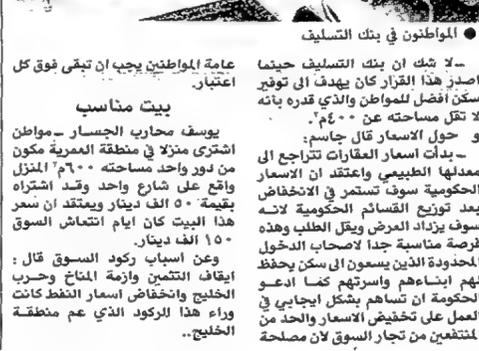 ● المواطنون في بنك التسليف
ــ لا شك ان بنك التسليف حينما
اصدر هذا القرار كان يهدف الى توفير
سكن افضل للمواطن والذي قدره بانه
لا تقل مساحته عن ٤٠٠م٢.
و حول الاسعار قال جاسم:
ــ بدأت اسعار العقارات تتراجع الى
معدلها الطبيعي واعتقد ان الاسعار
الحكومية سوف تستمر في الانخفاض
بعد توزيع القسائم الحكومية لانه
سوف يزداد العرض ويقل الطلب وهذه
فرصة مناسبة جدا لاصحاب الدخول
المحدودة الذين يسعون الى سكن يحفظ
لهم ابناءهم واسرتهم كما ادعو
الحكومة ان تساهم بشكل ايجابي في
العمل على تخفيض الاسعار والحد من
المنتفعين من تجار السوق لان مصلحة
عامة المواطنين يجب ان تبقى فوق كل
اعتبار.
بيت مناسب
يوسف محارب الجسار ــ مواطن
اشترى منزلا في منطقة العمرية مكون
من دور واحد مساحته ٦٠٠م٢ المنزل
واقع على شارع واحد وقد اشتراه
بقيمة ٥٠ الف دينار ويعتقد ان سعر
هذا البيت كان ايام انتعاش السوق
١٥٠ الف دينار.
وعن اسباب ركود السوق قال :
ايقاف التثمين وازمة المناخ وحرب
الخليج وانخفاض اسعار النفط كانت
وراء هذا الركود الذي عم منطقة
الخليج..